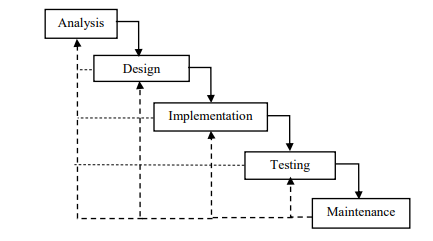 Analysis
Design
Implementation
Testing
Maintenance